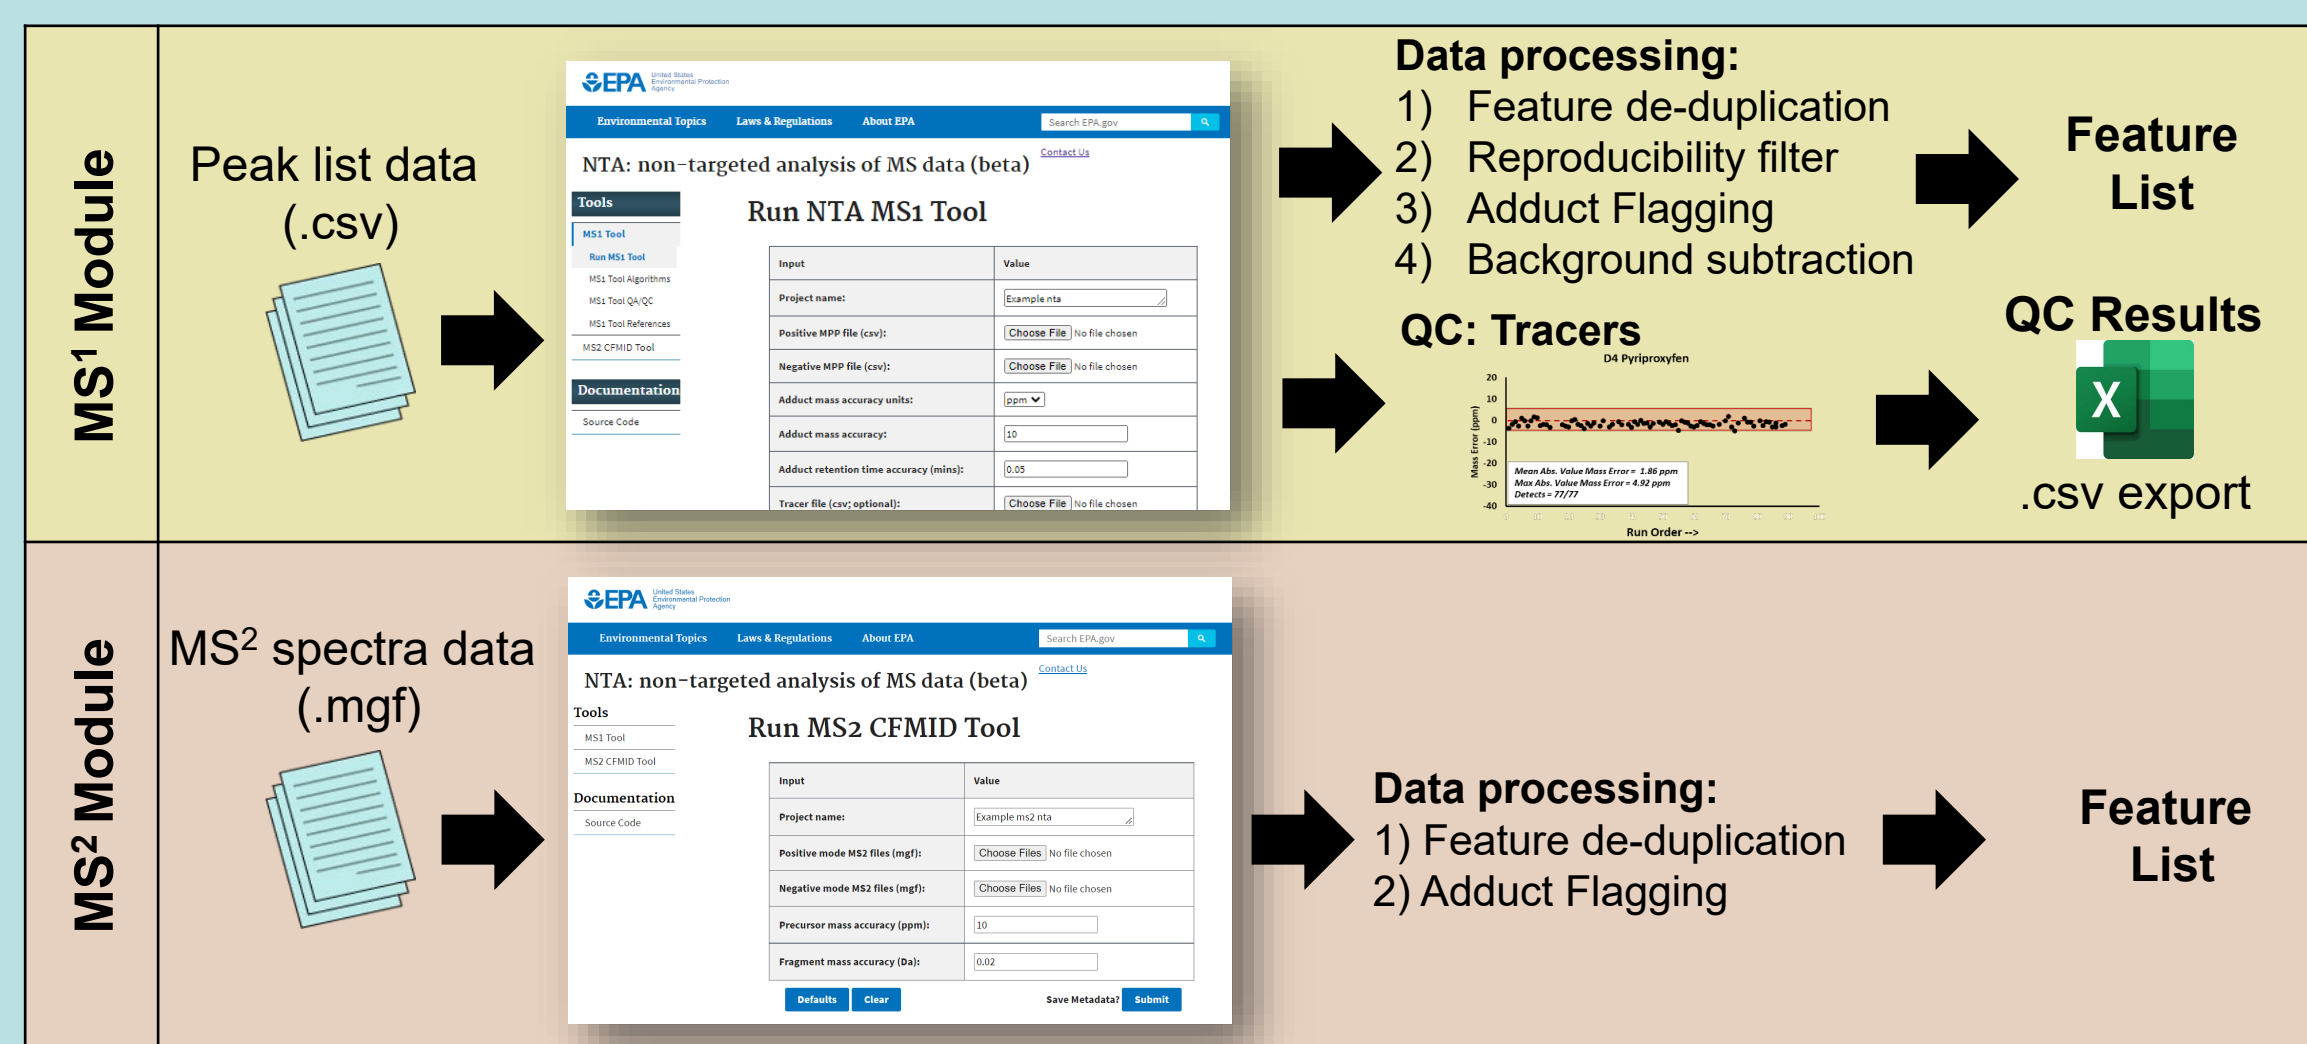 MS¹ Module
Peak list data
(.csv)
EPA United States
Environmental Protection
Agency
Environmental Topics Laws & Regulations About EPA Search EPA.gov
NTA: non-targeted analysis of MS data (beta) Contact Us
Tools
MS1 Tool
Run MS1 Tool
MS1 Tool Algorithms
MS1 Tool QA/QC
MS1 Tool References
MS2 CFMID Tool
Documentation
Source Code
Run NTA MS1 Tool
Input Value
Project name: Example nta
Positive MPP file (csv): Choose File No file chosen
Negative MPP file (csv): Choose File No file chosen
Adduct mass accuracy units: ppm
Adduct mass accuracy: 10
Adduct retention time accuracy (mins): 0.05
Tracer file (csv; optional): Choose File No file chosen
Data processing:
1) Feature de-duplication
2) Reproducibility filter
3) Adduct Flagging
4) Background subtraction
Feature
List
QC: Tracers
D4 Pyriproxyfen
Mass Error (ppm)
20
10
0
-10
-20
-30
-40
Mean Abs. Value Mass Error = 1.86 ppm
Max Abs. Value Mass Error = 4.92 ppm
Detects = 77/77
0 10 20 30 40 50 60 70 80 90 100
Run Order -->
QC Results
X
.csv export
MS² Module
MS² spectra data
(.mgf)
EPA United States
Environmental Protection
Agency
Environmental Topics Laws & Regulations About EPA Search EPA.gov
NTA: non-targeted analysis of MS data (beta) Contact Us
Tools
MS1 Tool
MS2 CFMID Tool
Documentation
Source Code
Run MS2 CFMID Tool
Input Value
Project name: Example ms2 nta
Positive mode MS2 files (mgf): Choose Files No file chosen
Negative mode MS2 files (mgf): Choose Files No file chosen
Precursor mass accuracy (ppm): 10
Fragment mass accuracy (Da): 0.02
Defaults Clear Save Metadata? Submit
Data processing:
1) Feature de-duplication
2) Adduct Flagging
Feature
List